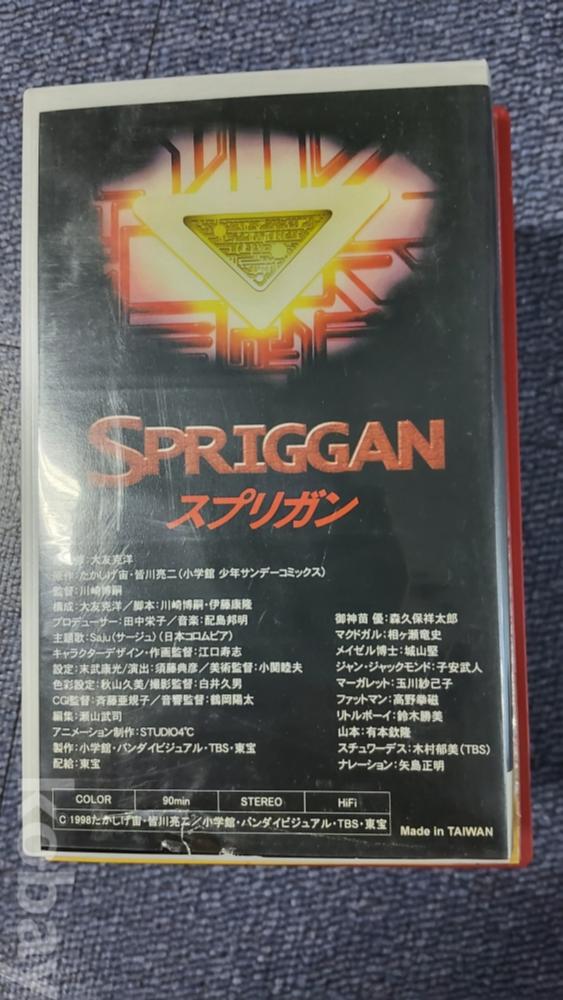 SPRIGGAN
スプリガン
大友克洋
原作:たかしげ宙・皆川亮二(小学館 少年サンデーコミックス)
監督:川崎博嗣
構成:大友克洋/脚本:川崎博嗣・伊藤康隆
プロデューサー:田中栄子/音楽:配島邦明
主題歌:Saju(サージュ)(日本コロムビア)
キャラクターデザイン・作画監督:江口寿志
設定:末武康光/演出:須藤典彦/美術監督:小関睦夫
色彩設定:秋山久美/撮影監督:白井久男
CG監督:斉藤亜規子/音響監督:鶴岡陽太
編集:瀬山武司
アニメーション制作:STUDIO4℃
製作:小学館・バンダイビジュアル・TBS・東宝
配給:東宝
御神苗 優:森久保祥太郎
マクドガル:相ヶ瀬竜史
メイゼル博士:城山堅
ジャン・ジャックモンド:子安武人
マーガレット:玉川紗己子
ファットマン:高野拳磁
リトルボーイ:鈴木勝美
山本:有本欽隆
スチュワーデス:木村郁美(TBS)
ナレーション:矢島正明
COLOR 90min STEREO HiFi
C 1998たかしげ宙・皆川亮二/小学館・バンダイビジュアル・TBS・東宝
Made in TAIWAN
kobay